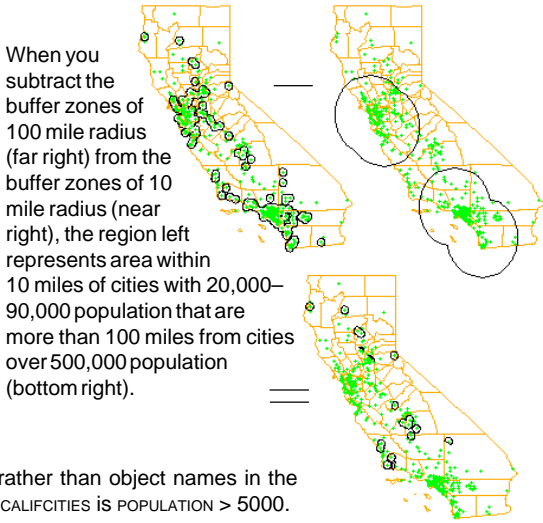 When you
subtract the
buffer zones of
100 mile radius
(far right) from the
buffer zones of 10
mile radius (near
right), the region left
represents area within
10 miles of cities with 20,000–
90,000 population that are
more than 100 miles from cities
over 500,000 population
(bottom right).
rather than object names in the
CALIFCITIES IS POPULATION > 5000.